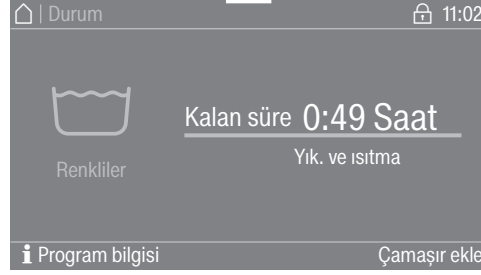 | Durum 11:02
Kalan süre 0:49 Saat
Yık. ve ısıtma
Renkliler
i Program bilgisi Çamaşır ekle